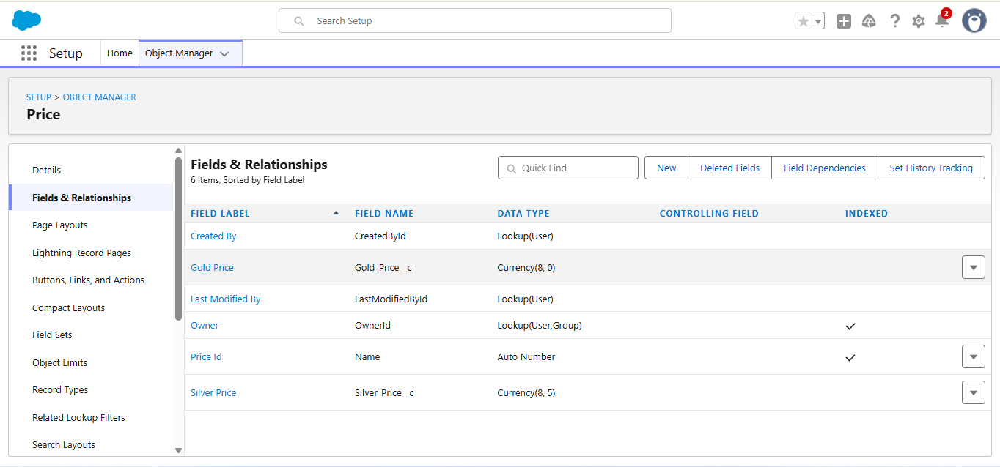 Search Setup
2
Setup
Home
Object Manager
SETUP > OBJECT MANAGER
Price
Details
Fields & Relationships
Page Layouts
Lightning Record Pages
Buttons, Links, and Actions
Compact Layouts
Field Sets
Object Limits
Record Types
Related Lookup Filters
Search Layouts
Fields & Relationships
6 Items, Sorted by Field Label
Quick Find
New
Deleted Fields
Field Dependencies
Set History Tracking
FIELD LABEL FIELD NAME DATA TYPE CONTROLLING FIELD INDEXED
Created By CreatedById Lookup(User)
Gold Price Gold_Price__c Currency(8, 0)
Last Modified By LastModifiedById Lookup(User)
Owner OwnerId Lookup(User,Group)
Price Id Name Auto Number
Silver Price Silver_Price__c Currency(8, 5)